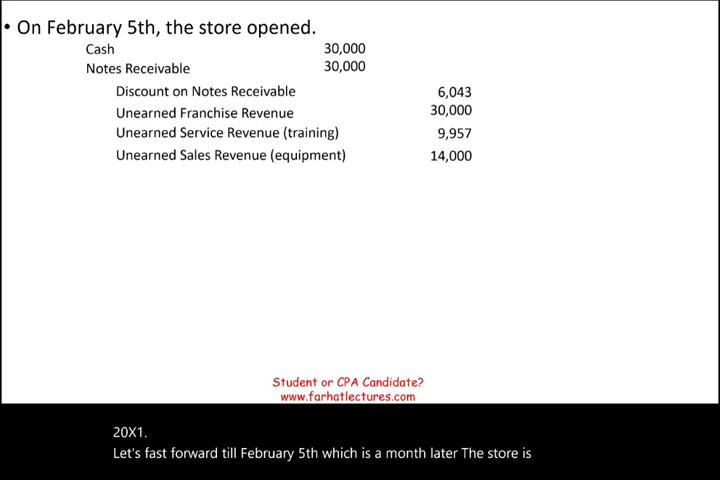 • On February 5th, the store opened.
Cash 30,000
Notes Receivable 30,000
Discount on Notes Receivable 6,043
Unearned Franchise Revenue 30,000
Unearned Service Revenue (training) 9,957
Unearned Sales Revenue (equipment) 14,000
Student or CPA Candidate?
www.farhatlectures.com
20X1.
Let's fast forward till February 5th which is a month later The store is